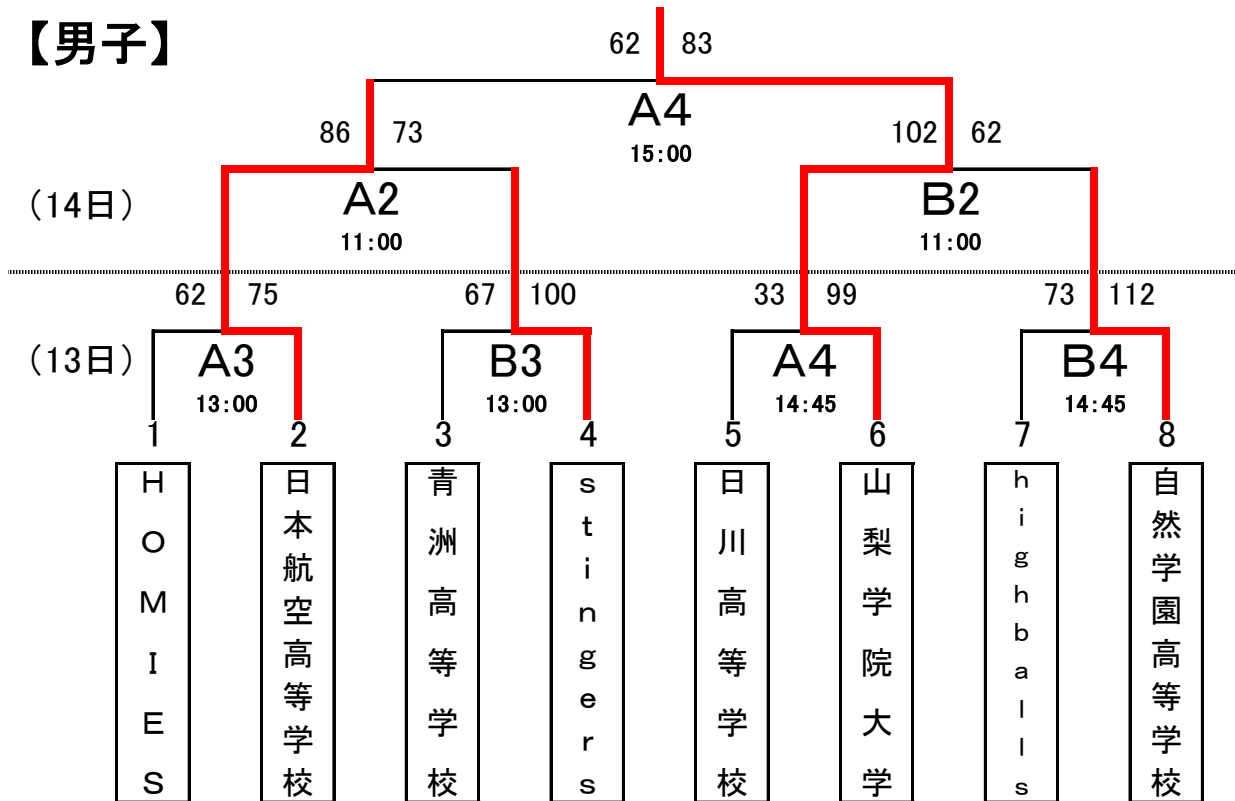 【男子】
62 83
A4
15:00
86 73
102 62
(14日)
A2
11:00
B2
11:00
62 75
67 100
33 99
73 112
(13日)
A3
13:00
B3
13:00
A4
14:45
B4
14:45
1 2 3 4 5 6 7 8
HOMIES
日本航空高等学校
青洲高等学校
stingers
日川高等学校
山梨学院大学
highballs
自然学園高等学校